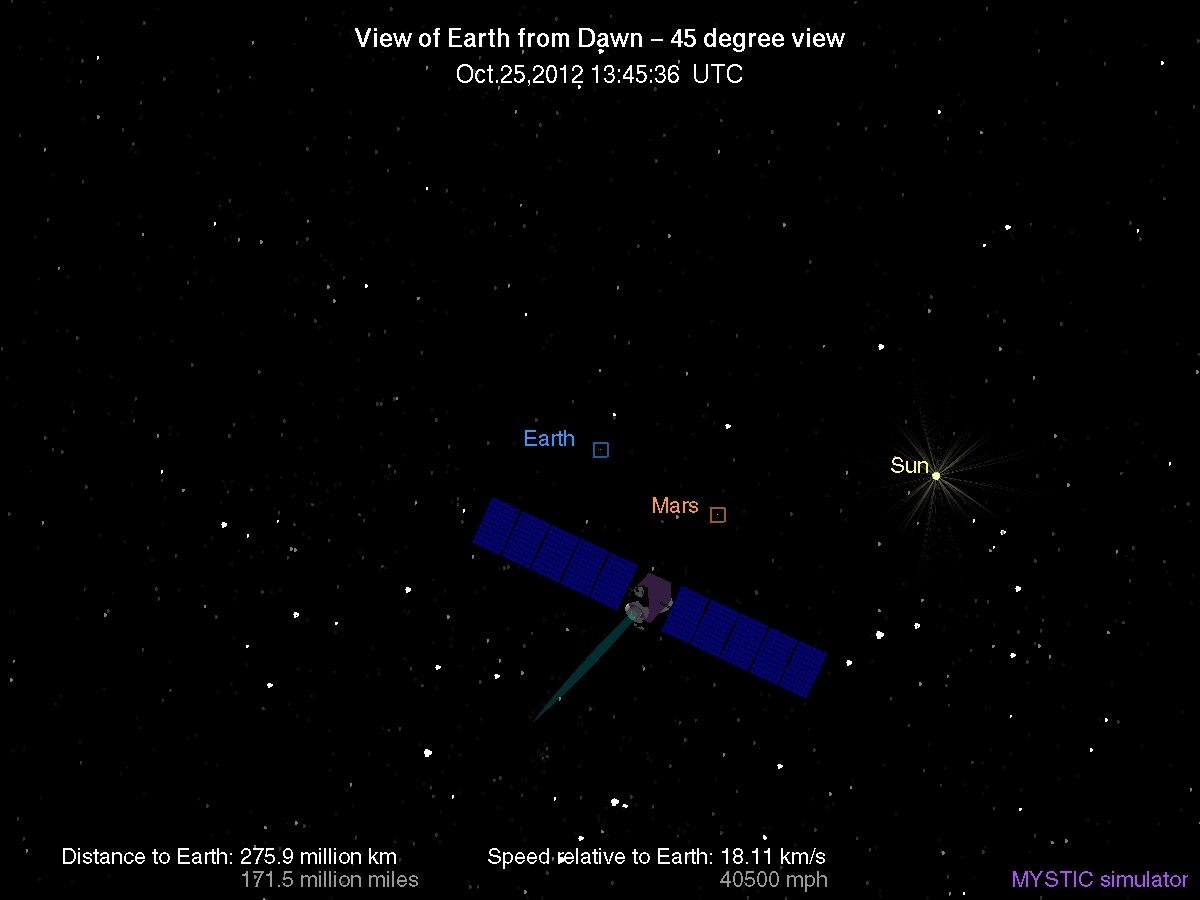 View of Earth from Dawn – 45 degree view
Oct.25,2012 13:45:36 UTC
Earth
Sun
Mars
Distance to Earth: 275.9 million km
171.5 million miles
Speed relative to Earth: 18.11 km/s
40500 mph
MYSTIC simulator